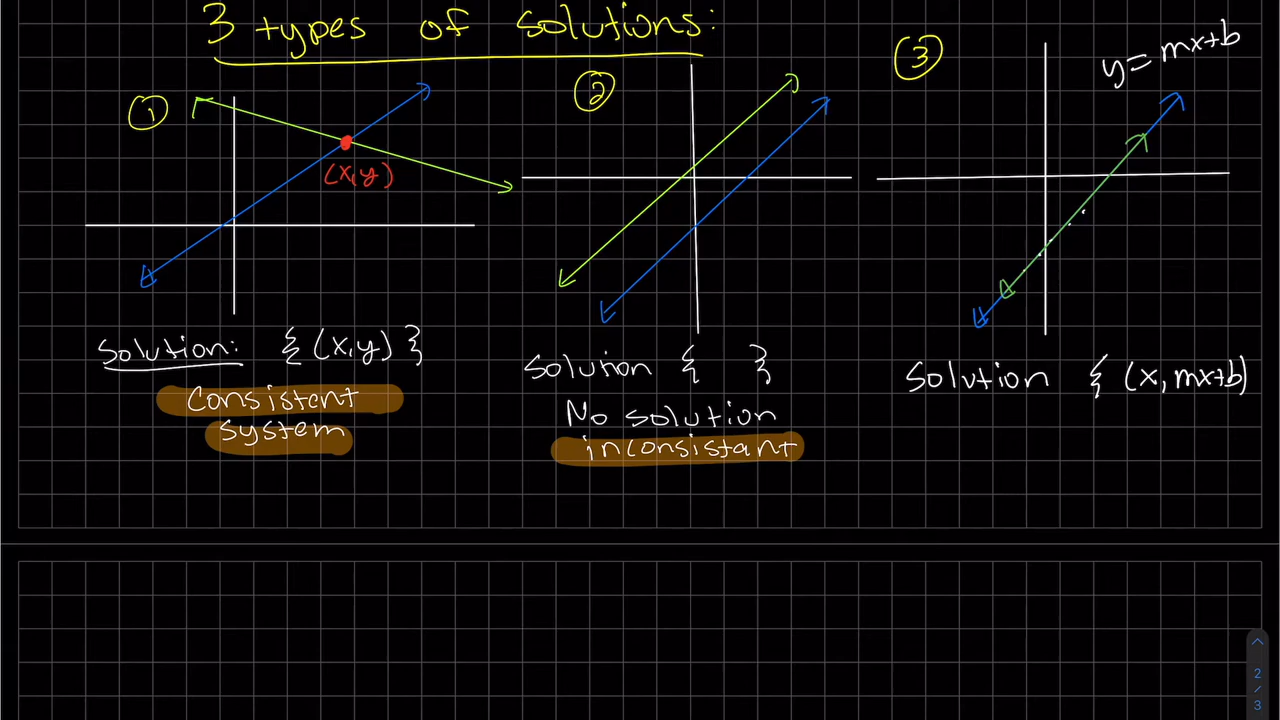 3 types of solutions:
①
(x,y)
Solution: { (x,y) }
Consistent
system
②
Solution { }
No solution
inconsistant
③
y= mx+b
Solution { (x, mx+b)
2
/
3